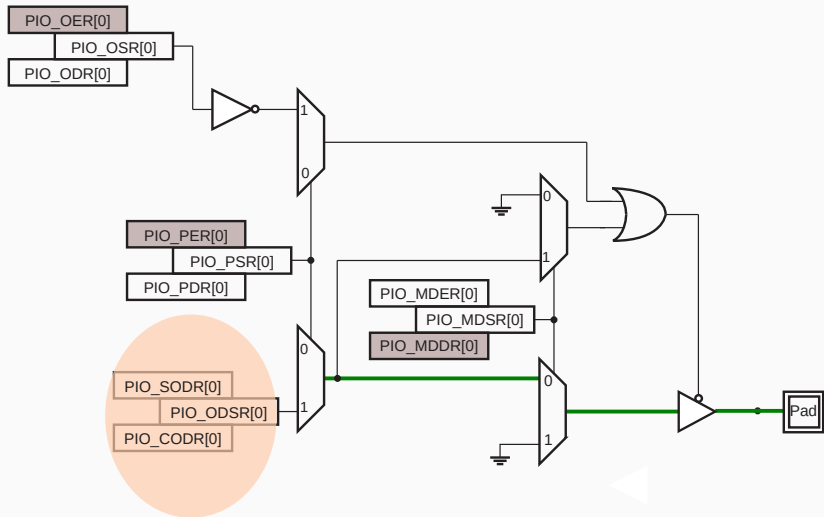 PIO_OER[0]
PIO_OSR[0]
PIO_ODR[0]
1
0
0
PIO_PER[0]
PIO_PSR[0]
1
PIO_PDR[0]
PIO_MDER[0]
PIO_MDSR[0]
PIO_MDDR[0]
0
PIO_SODR[0]
0
PIO_ODSR[0]
1
Pad
PIO_CODR[0]
1